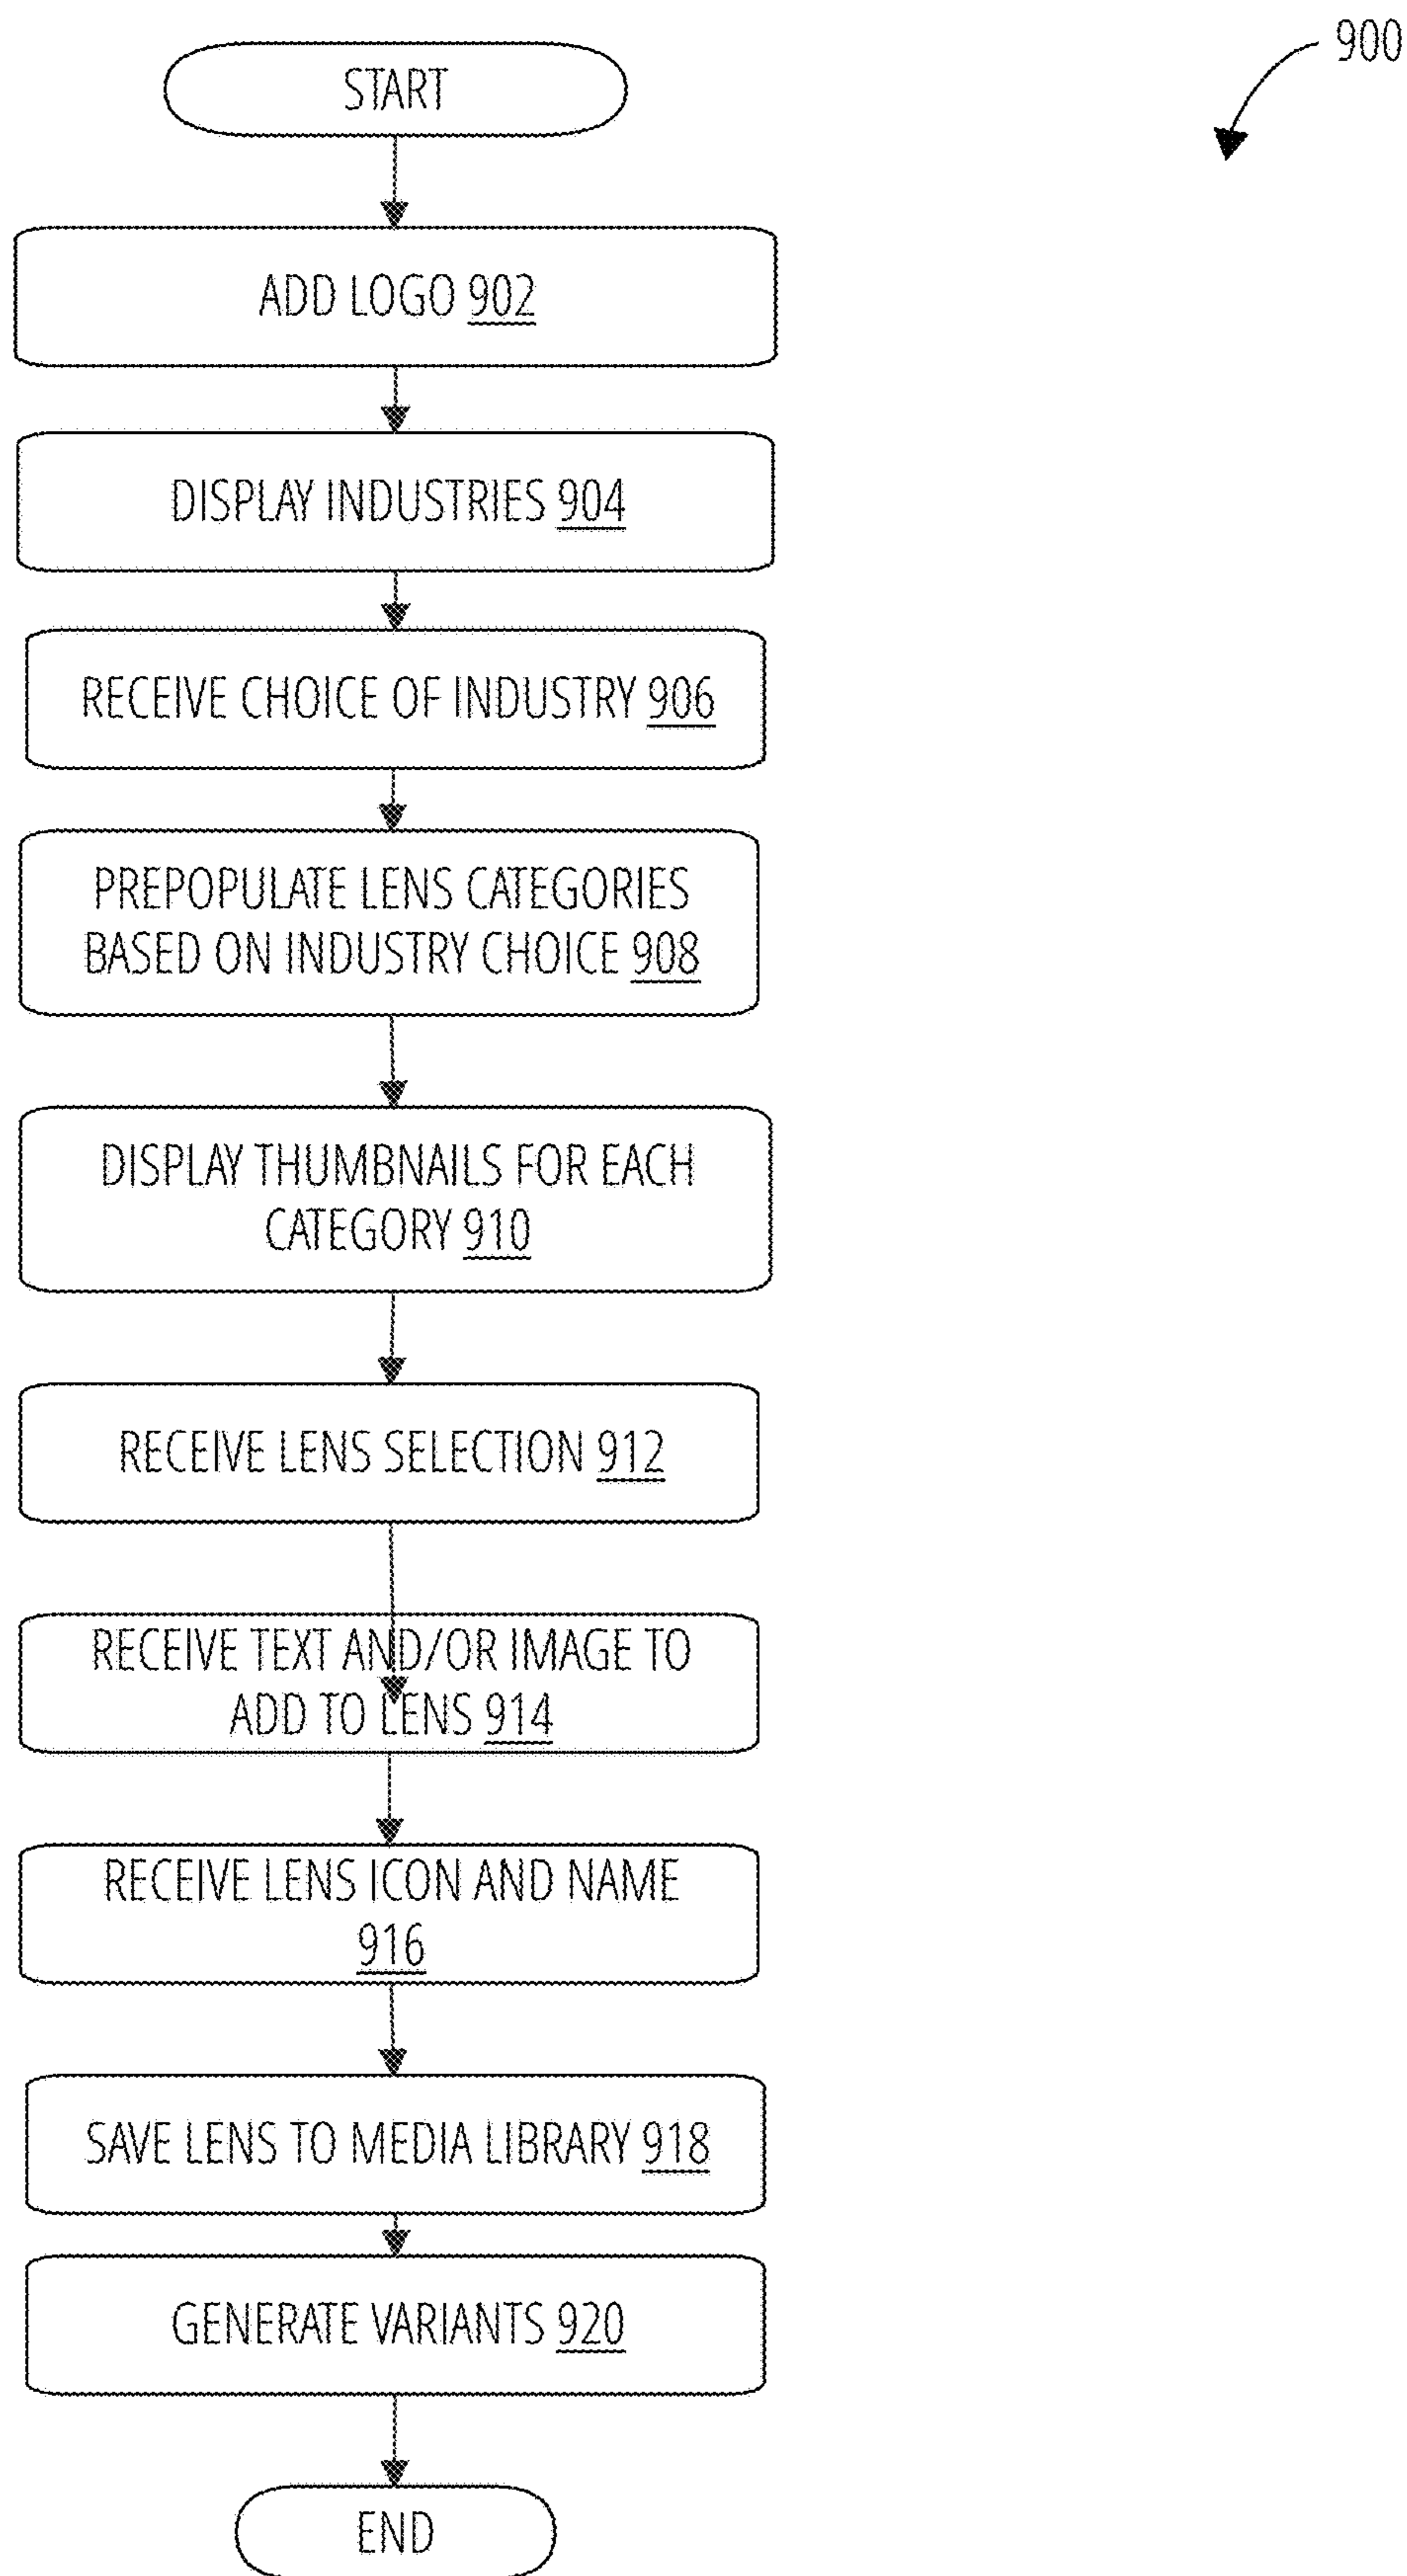 900
START
ADD LOGO 902
DISPLAY INDUSTRIES 904
RECEIVE CHOICE OF INDUSTRY 906
PREPOPULATE LENS CATEGORIES
BASED ON INDUSTRY CHOICE 908
DISPLAY THUMBNAILS FOR EACH
CATEGORY 910
RECEIVE LENS SELECTION 912
RECEIVE TEXT AND/OR IMAGE TO
ADD TO LENS 914
RECEIVE LENS ICON AND NAME
916
SAVE LENS TO MEDIA LIBRARY 918
GENERATE VARIANTS 920
END